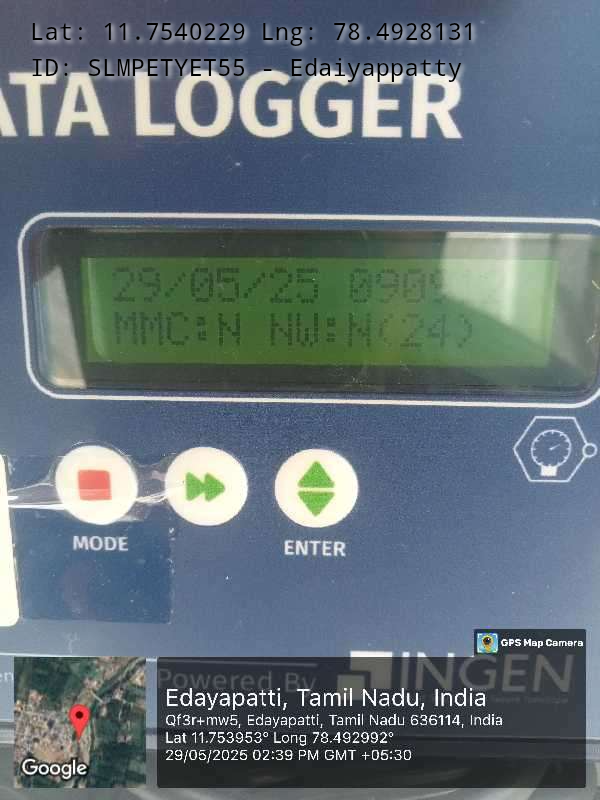 Lat: 11.7540229 Lng: 78.4928131
ID: SLMPETYET55 - Edaiyappatty
ATA LOGGER
29/05/25 0909
MMC:N NW:N(24)
MODE
ENTER
GPS Map Camera
Powered By INGEN
Edayapatti, Tamil Nadu, India
Qf3r+mw5, Edayapatti, Tamil Nadu 636114, India
Lat 11.753953° Long 78.492992°
29/05/2025 02:39 PM GMT +05:30
Google